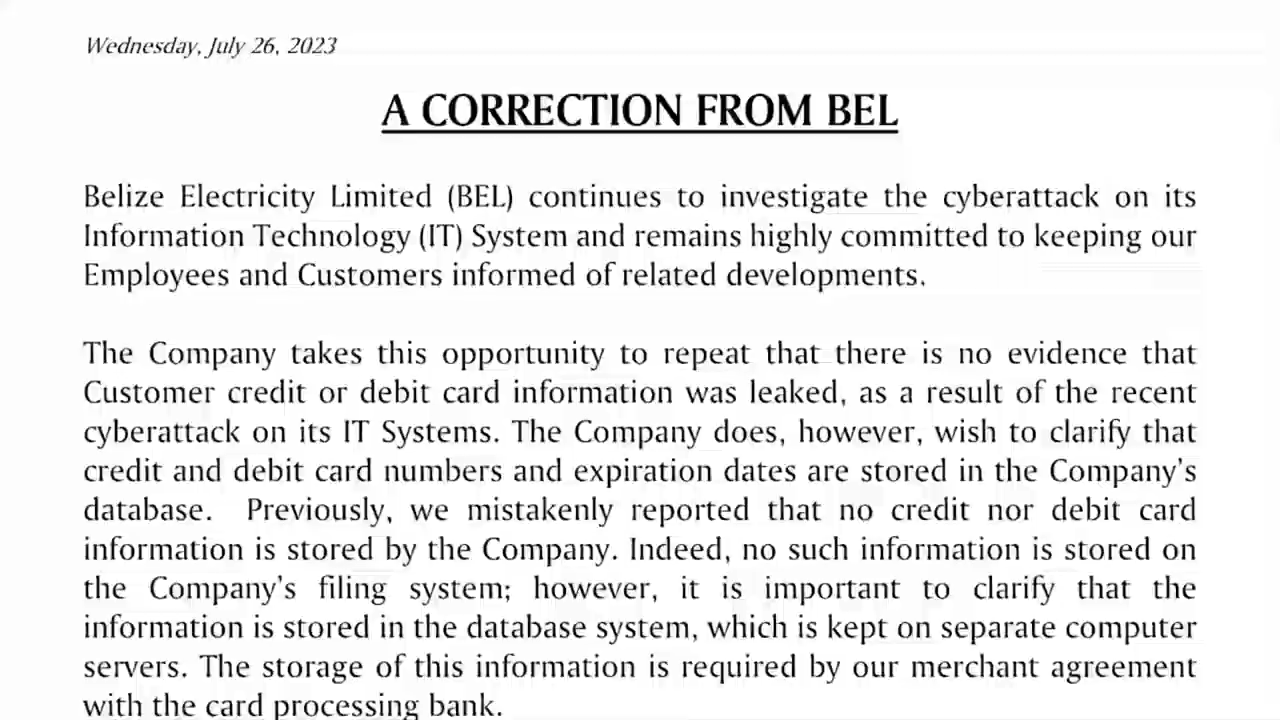 Wednesday, July 26, 2023
A CORRECTION FROM BEL
Belize Electricity Limited (BEL) continues to investigate the cyberattack on its
Information Technology (IT) System and remains highly committed to keeping our
Employees and Customers informed of related developments.
The Company takes this opportunity to repeat that there is no evidence that
Customer credit or debit card information was leaked, as a result of the recent
cyberattack on its IT Systems. The Company does, however, wish to clarify that
credit and debit card numbers and expiration dates are stored in the Company's
database. Previously, we mistakenly reported that no credit nor debit card
information is stored by the Company. Indeed, no such information is stored on
the Company's filing system; however, it is important to clarify that the
information is stored in the database system, which is kept on separate computer
servers. The storage of this information is required by our merchant agreement
with the card processing bank.